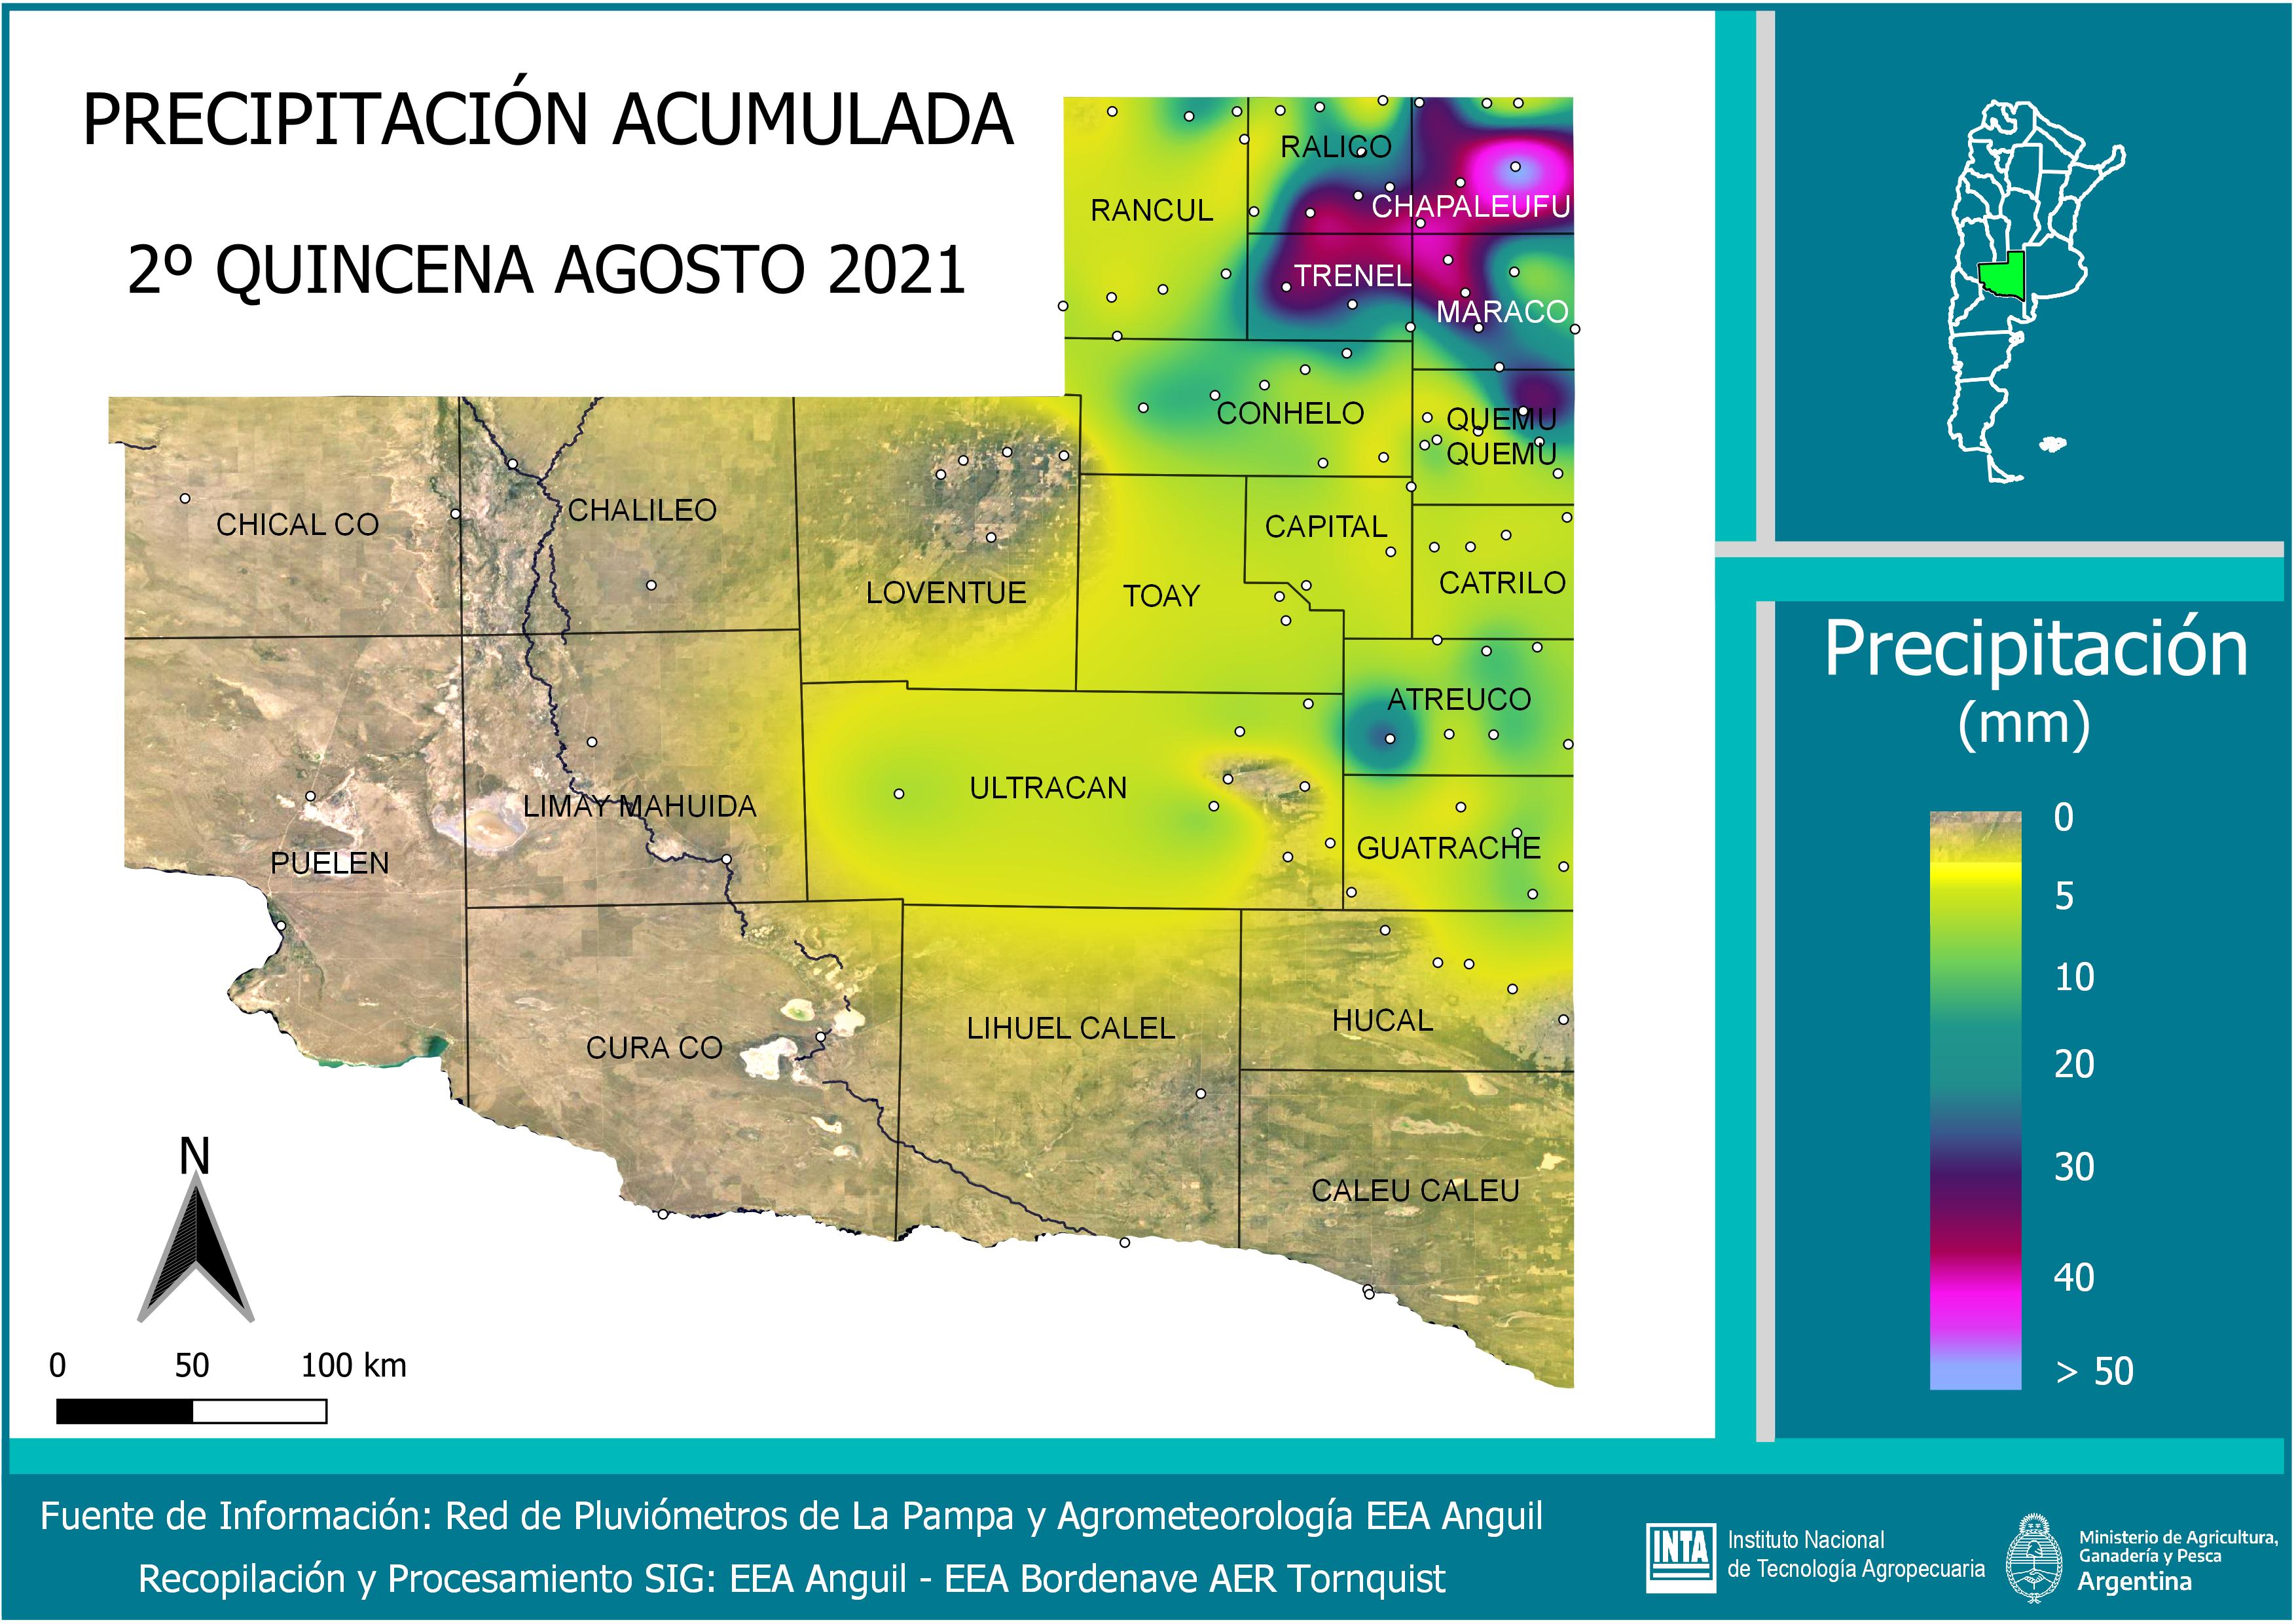 PRECIPITACIÓN ACUMULADA
2º QUINCENA AGOSTO 2021
RALICO
RANCUL
CHAPALEUFU
TRENEL
MARACO
CONHELO
QUEMU
QUEMU
CHICAL CO
CHALILEO
LOVENTUE
TOAY
CAPITAL
CATRILO
ATREUCO
ULTRACAN
LIMAY MAHUIDA
PUELEN
GUATRACHE
CURA CO
LIHUEL CALEL
HUCAL
CALEU CALEU
N
0 50 100 km
Precipitación
(mm)
0
5
10
20
30
40
> 50
Fuente de Información: Red de Pluviómetros de La Pampa y Agrometeorología EEA Anguil
Recopilación y Procesamiento SIG: EEA Anguil - EEA Bordenave AER Tornquist
INTA
Instituto Nacional
de Tecnología Agropecuaria
Ministerio de Agricultura,
Ganadería y Pesca
Argentina